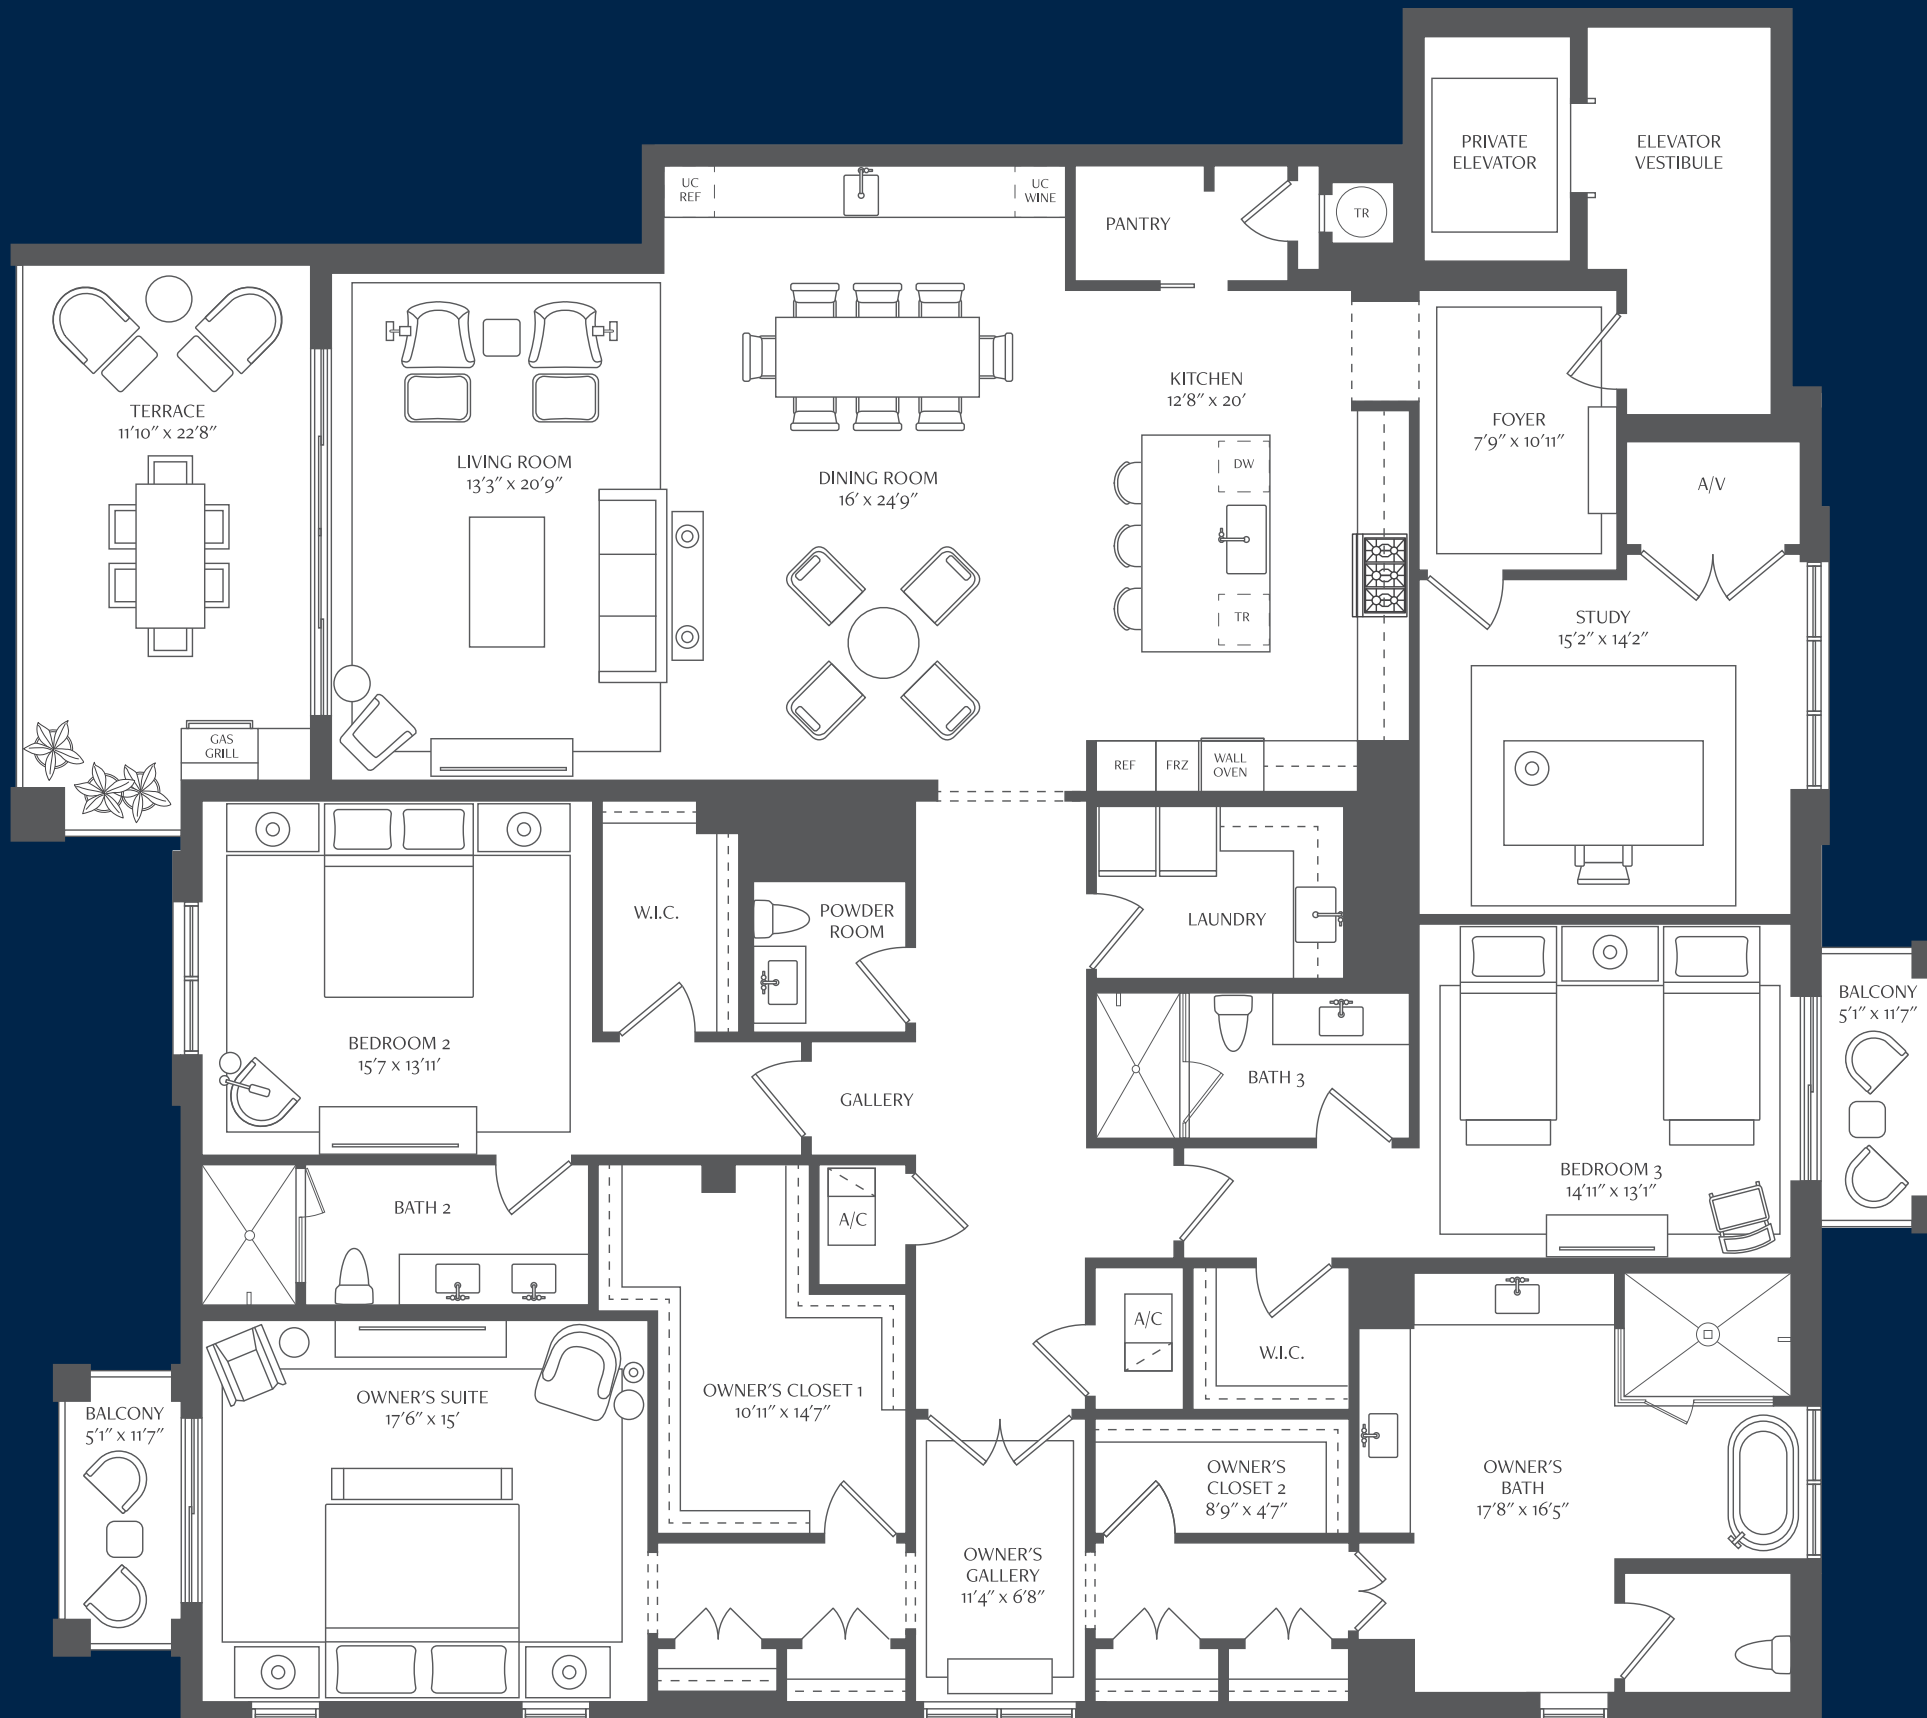 PRIVATE
ELEVATOR
ELEVATOR
VESTIBULE
UC
REF
UC
WINE
PANTRY
TR
TERRACE
11'10" x 22'8"
LIVING ROOM
13'3" x 20'9"
DINING ROOM
16' x 24'9"
KITCHEN
12'8" x 20'
FOYER
7'9" x 10'11"
DW
A/V
TR
STUDY
15'2" x 14'2"
GAS
GRILL
REF
FRZ
WALL
OVEN
W.I.C.
POWDER
ROOM
LAUNDRY
BALCONY
5'1" x 11'7"
BEDROOM 2
15'7 x 13'11'
GALLERY
BATH 3
BEDROOM 3
14'11" x 13'1"
BATH 2
A/C
A/C
W.I.C.
OWNER'S SUITE
17'6" x 15'
OWNER'S CLOSET 1
10'11" x 14'7"
BALCONY
5'1" x 11'7"
OWNER'S
CLOSET 2
8'9" x 4'7"
OWNER'S
BATH
17'8" x 16'5"
OWNER'S
GALLERY
11'4" x 6'8"